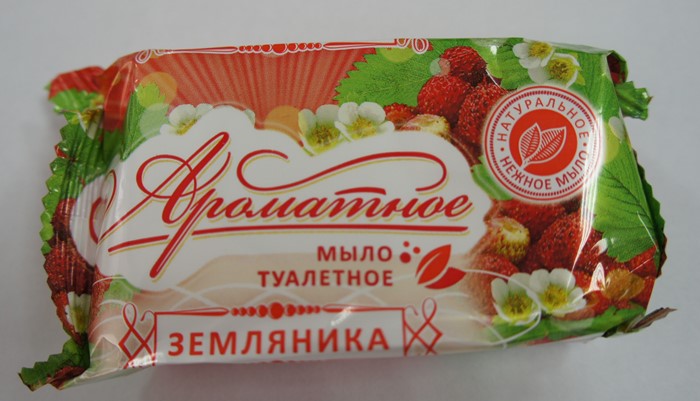 Ароматное
МЫЛО
ТУАЛЕТНОЕ
ЗЕМЛЯНИКА
НАТУРАЛЬНОЕ
НЕЖНОЕ МЫЛО